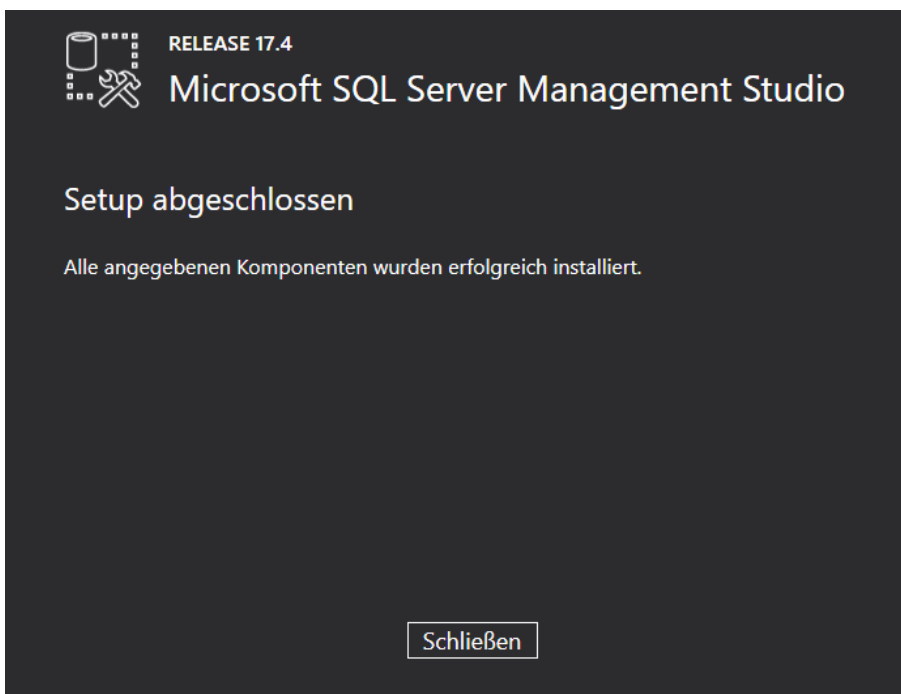 RELEASE 17.4
Microsoft SQL Server Management Studio
Setup abgeschlossen
Alle angegebenen Komponenten wurden erfolgreich installiert.
Schließen